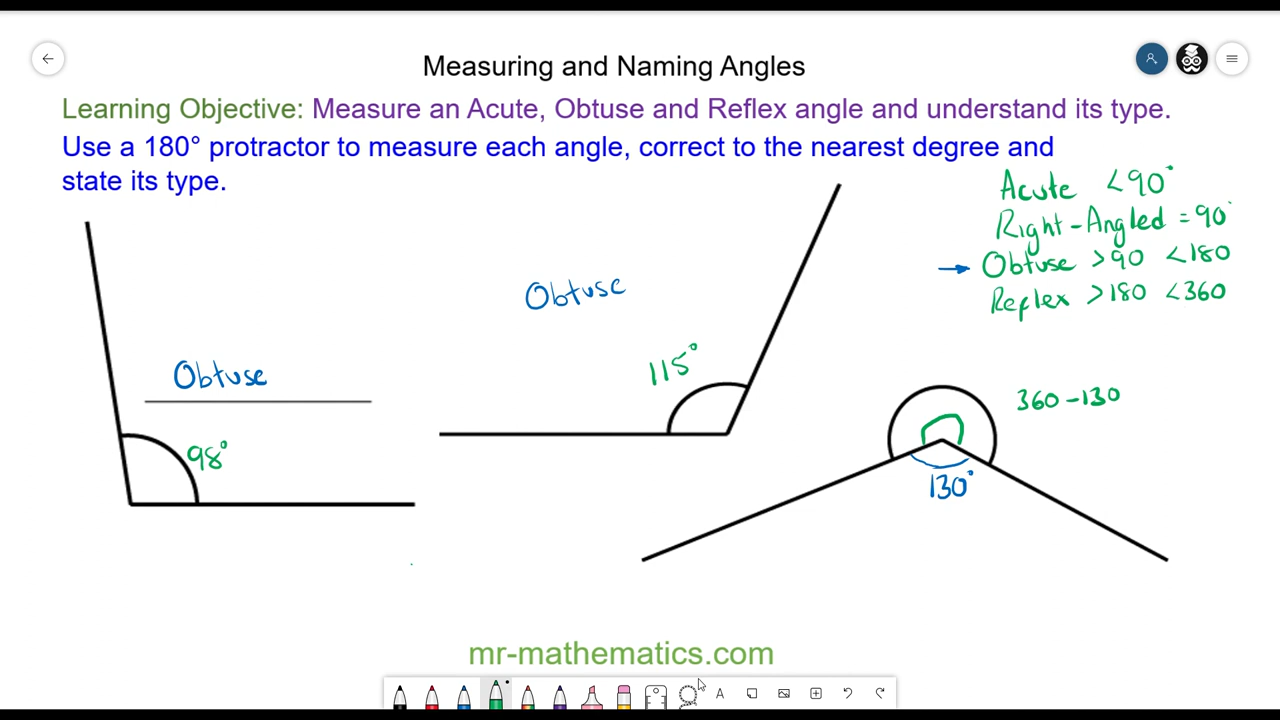 Measuring and Naming Angles
Learning Objective: Measure an Acute, Obtuse and Reflex angle and understand its type.
Use a 180° protractor to measure each angle, correct to the nearest degree and
state its type.
Acute <90°
Right-Angled =90°
Obtuse >90 <180
Reflex >180 <360
Obtuse
115°
Obtuse
98°
360-130
130°
mr-mathematics.com
A